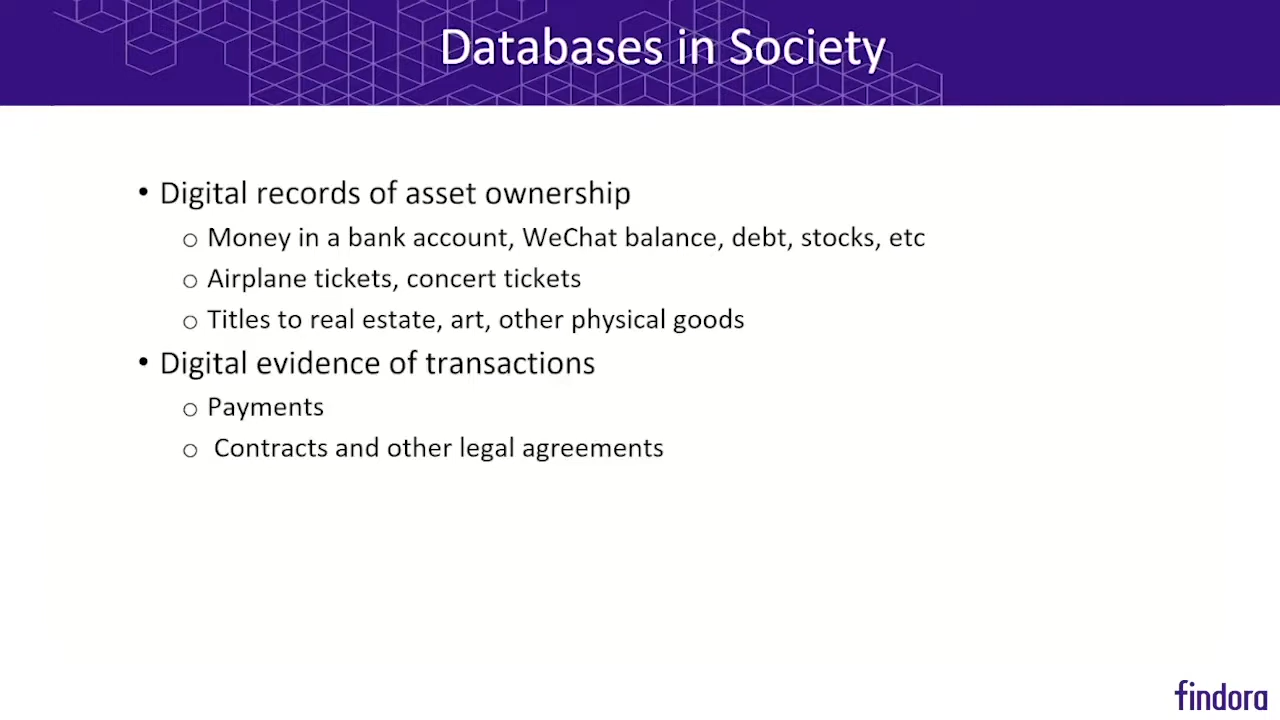 Databases in Society
• Digital records of asset ownership
o Money in a bank account, WeChat balance, debt, stocks, etc
o Airplane tickets, concert tickets
o Titles to real estate, art, other physical goods
• Digital evidence of transactions
o Payments
o Contracts and other legal agreements
findora